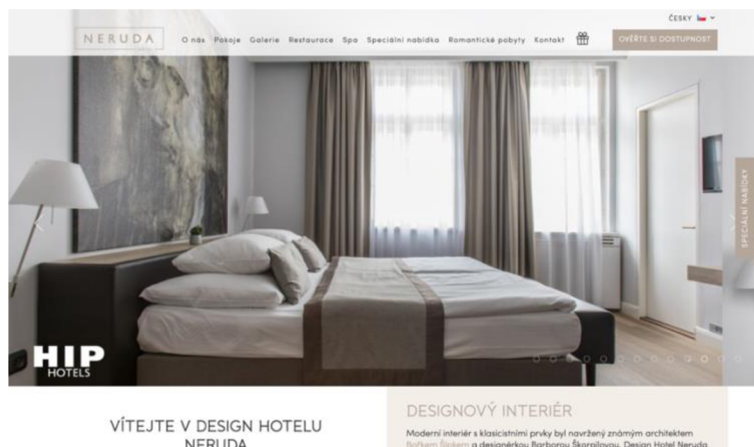 ČESKY
NERUDA
O nás Pokoje Galerie Restaurace Spa Speciální nabídka Romantické pobyty Kontakt
OVĚŘTE SI DOSTUPNOST
SPECIÁLNÍ NABÍDKY
HIP
HOTELS
VÍTEJTE V DESIGN HOTELU
NERUDA
DESIGNOVÝ INTERIÉR
Moderní interiér s klasicistními prvky byl navržený známým architektem
Bořkem Šípkem a designérkou Barborou Škorpilovou. Design Hotel Neruda,